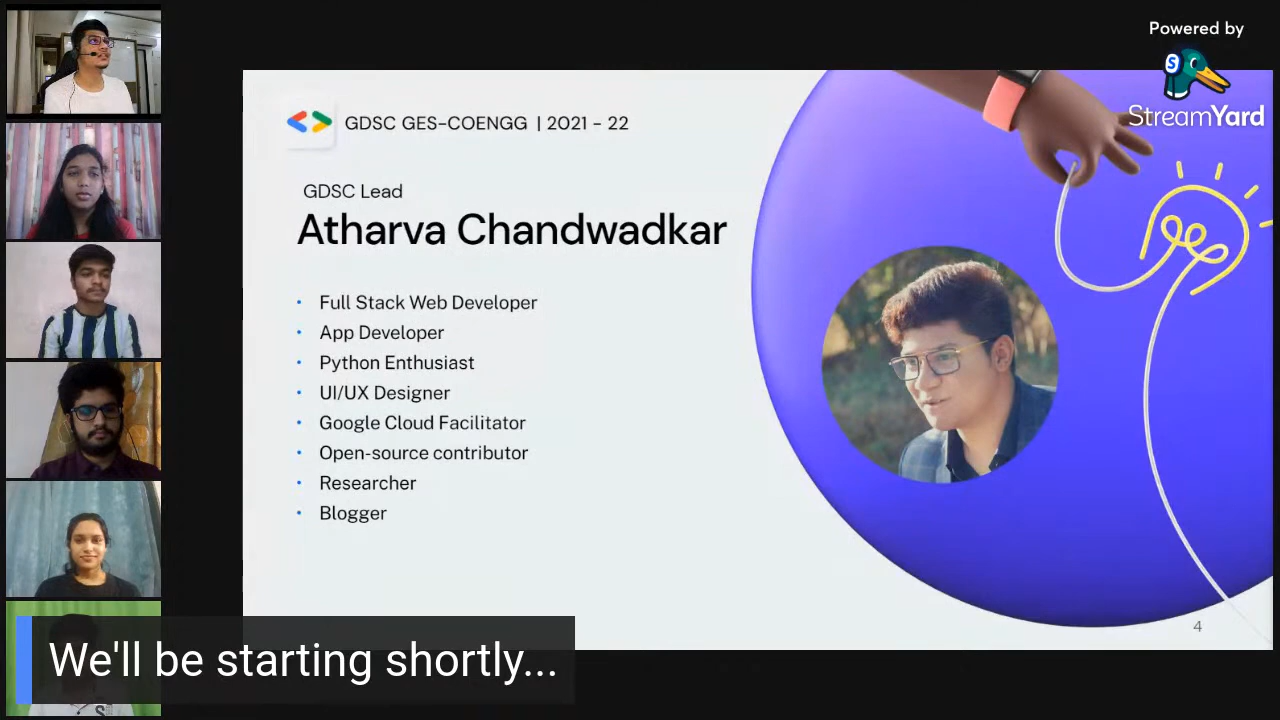 Powered by
StreamYard
GDSC GES-COENGG | 2021 - 22
GDSC Lead
Atharva Chandwadkar
• Full Stack Web Developer
• App Developer
• Python Enthusiast
• UI/UX Designer
• Google Cloud Facilitator
• Open-source contributor
• Researcher
• Blogger
4
We'll be starting shortly...